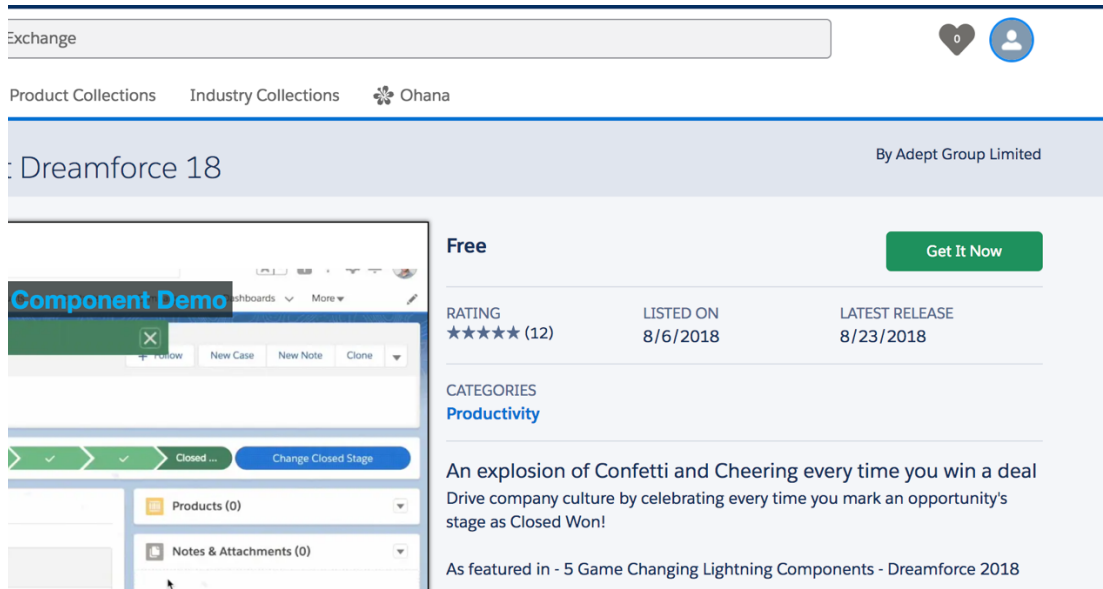 Exchange
0
Product Collections Industry Collections Ohana
Dreamforce 18
By Adept Group Limited
Free
Get It Now
Component Demo
ashboards More
Follow New Case New Note Clone
RATING LISTED ON LATEST RELEASE
★★★★★ (12) 8/6/2018 8/23/2018
CATEGORIES
Productivity
Closed ... Change Closed Stage
Products (0)
Notes & Attachments (0)
An explosion of Confetti and Cheering every time you win a deal
Drive company culture by celebrating every time you mark an opportunity's
stage as Closed Won!
As featured in - 5 Game Changing Lightning Components - Dreamforce 2018